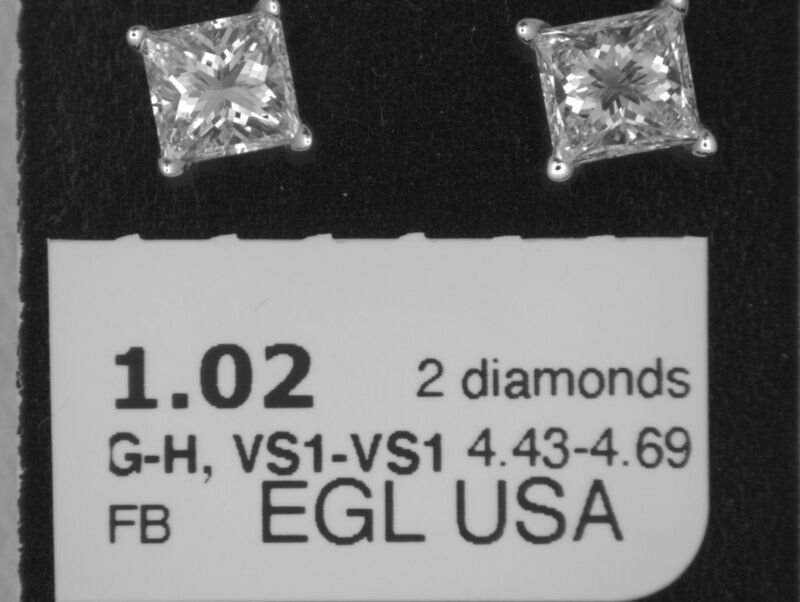 1.02 2 diamonds
G-H, VS1-VS1 4.43-4.69
FB EGL USA